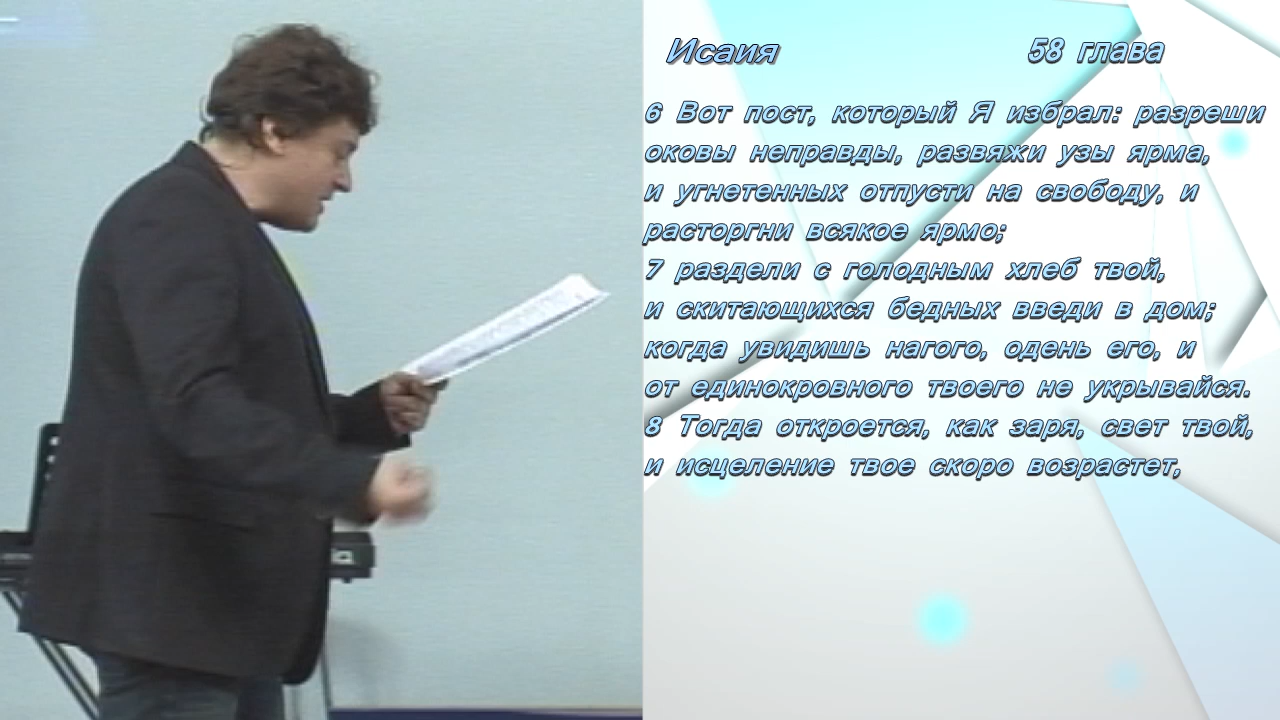 Исаия 58 глава
6 Вот пост, который Я избрал: разреши
оковы неправды, развяжи узы ярма,
и угнетенных отпусти на свободу, и
расторгни всякое ярмо;
7 раздели с голодным хлеб твой,
и скитающихся бедных введи в дом;
когда увидишь нагого, одень его, и
от единокровного твоего не укрывайся.
8 Тогда откроется, как заря, свет твой,
и исцеление твое скоро возрастет,